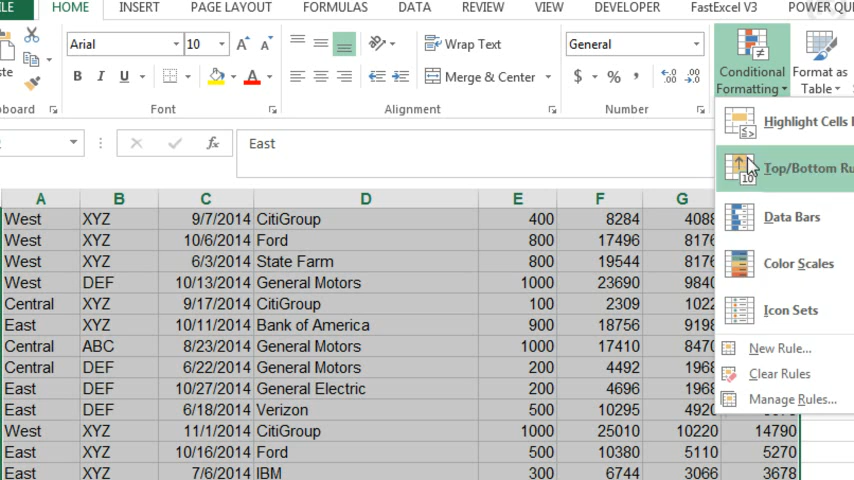 FILE HOME INSERT PAGE LAYOUT FORMULAS DATA REVIEW VIEW DEVELOPER FastExcel V3 POWER QU
Arial 10 A A Wrap Text General Conditional Formatting Format as Table
B I U A Merge & Center $ % ,
Font Alignment Number
fx East
Highlight Cells
Top/Bottom Ru
Data Bars
Color Scales
Icon Sets
New Rule...
Clear Rules
Manage Rules...
A B C D E F G
West XYZ 9/7/2014 CitiGroup 400 8284 4088
West XYZ 10/6/2014 Ford 800 17496 8176
West XYZ 6/3/2014 State Farm 800 19544 8176
West DEF 10/13/2014 General Motors 1000 23690 9840
Central XYZ 9/17/2014 CitiGroup 100 2309 1022
East XYZ 10/11/2014 Bank of America 900 18756 9198
Central ABC 8/23/2014 General Motors 1000 17410 8470
Central DEF 6/22/2014 General Motors 200 4492 1968
East DEF 10/27/2014 General Electric 200 4696 1968
East DEF 6/18/2014 Verizon 500 10295 4920
West XYZ 11/1/2014 CitiGroup 1000 25010 10220 14790
East XYZ 10/16/2014 Ford 500 10380 5110 5270
East XYZ 7/6/2014 IBM 300 6744 3066 3678